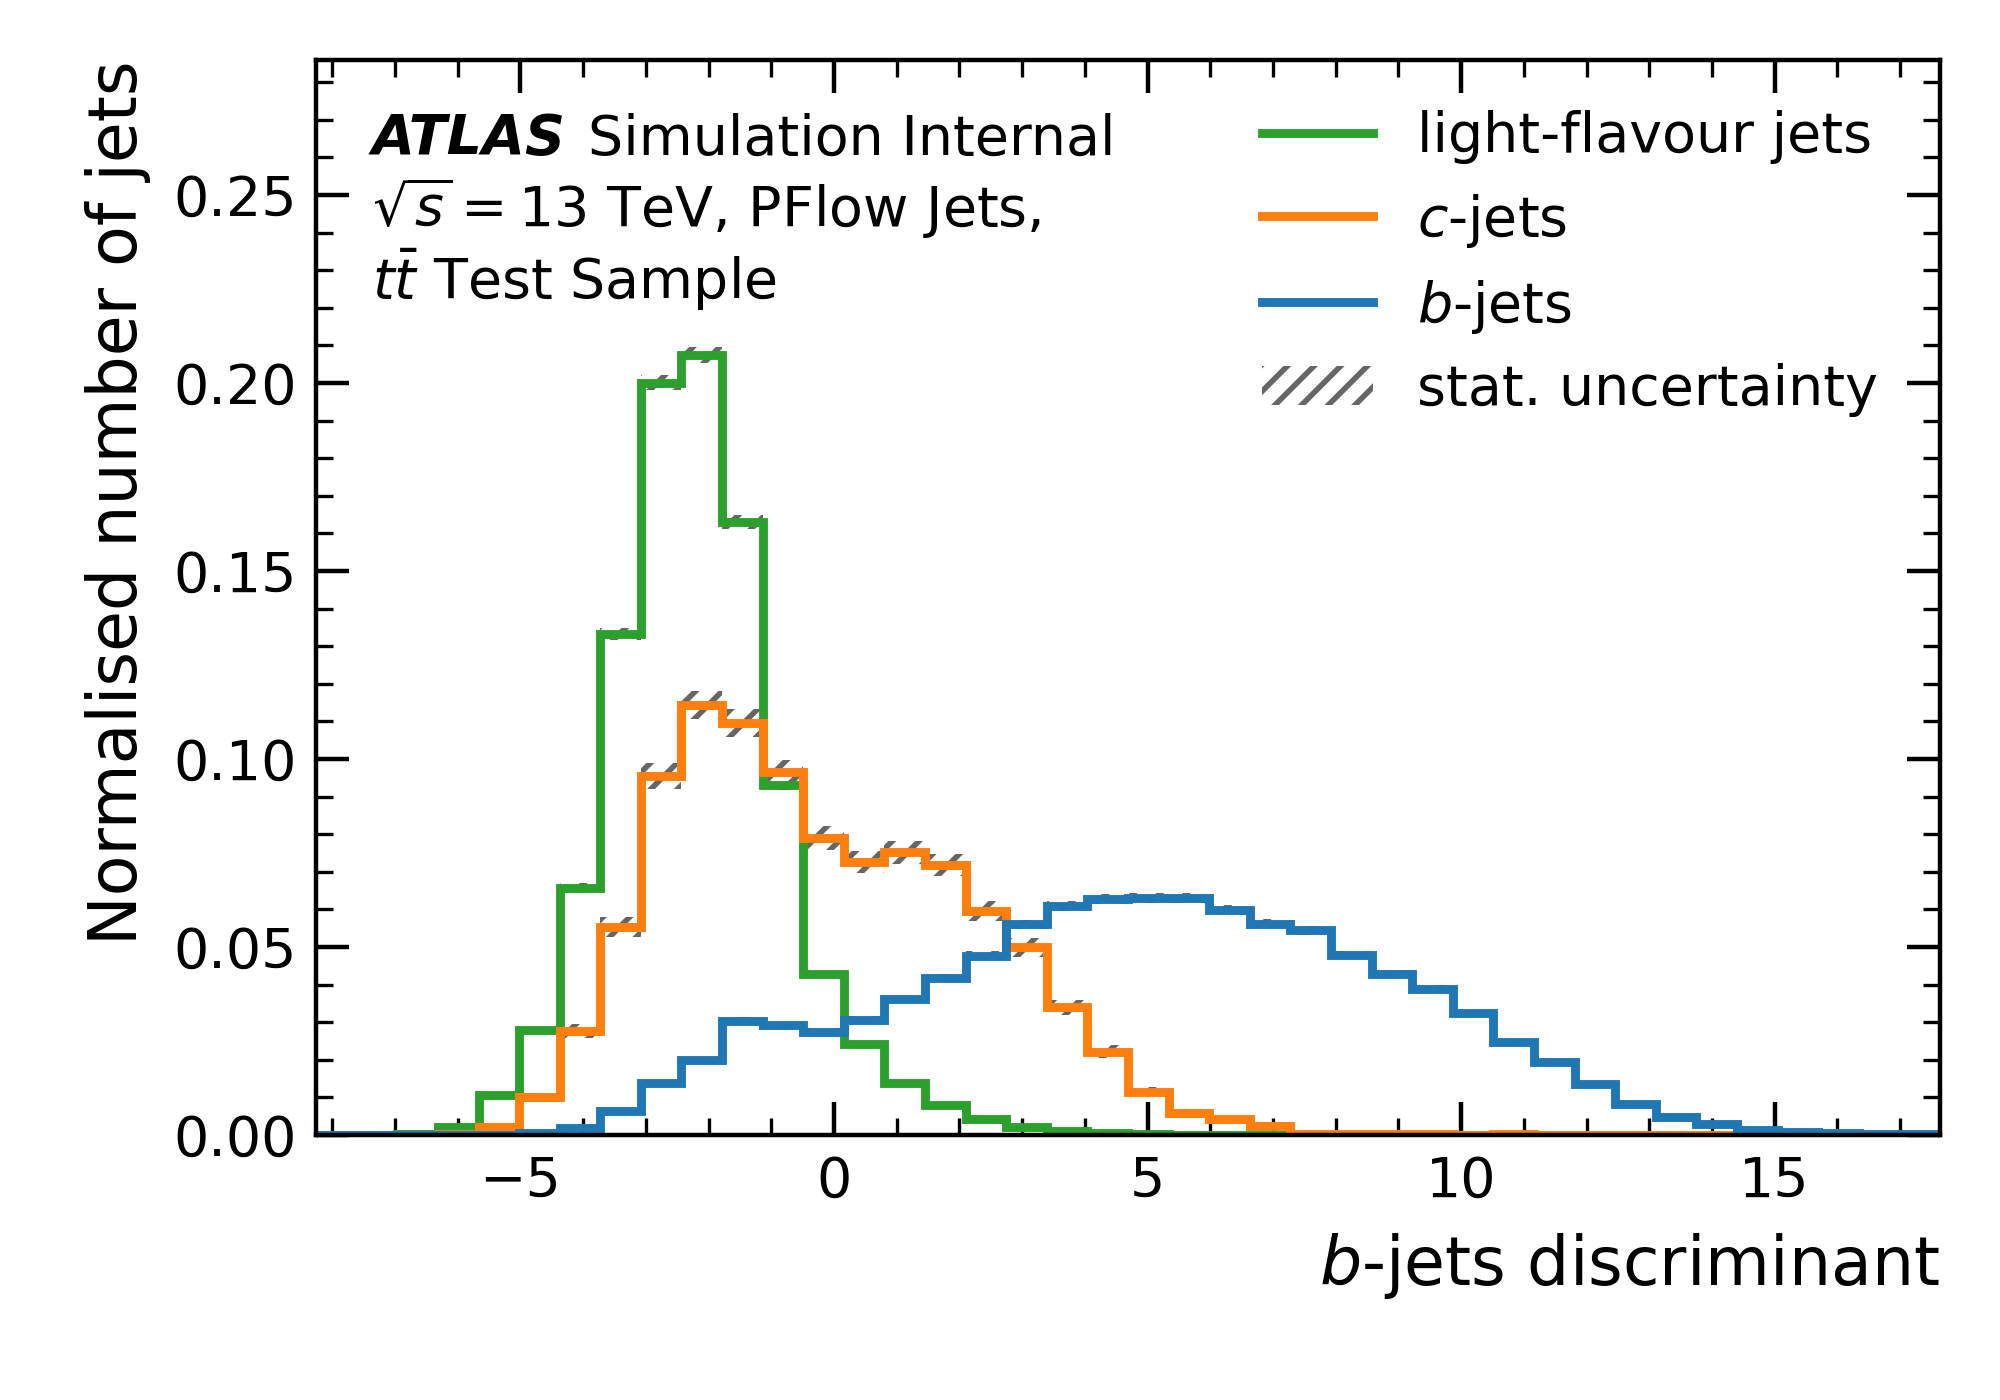 ATLAS Simulation Internal
√s = 13 TeV, PFlow Jets,
tt̄ Test Sample
light-flavour jets
c-jets
b-jets
stat. uncertainty
Normalised number of jets
0.25
0.20
0.15
0.10
0.05
0.00
−5 0 5 10 15
b-jets discriminant